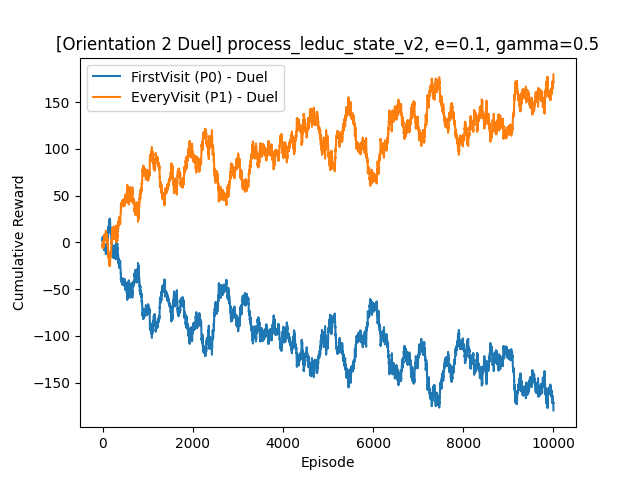 [Orientation 2 Duel] process_leduc_state_v2, e=0.1, gamma=0.5
FirstVisit (P0) - Duel
EveryVisit (P1) - Duel
Cumulative Reward
150
100
50
0
−50
−100
−150
0
2000
4000
6000
8000
10000
Episode